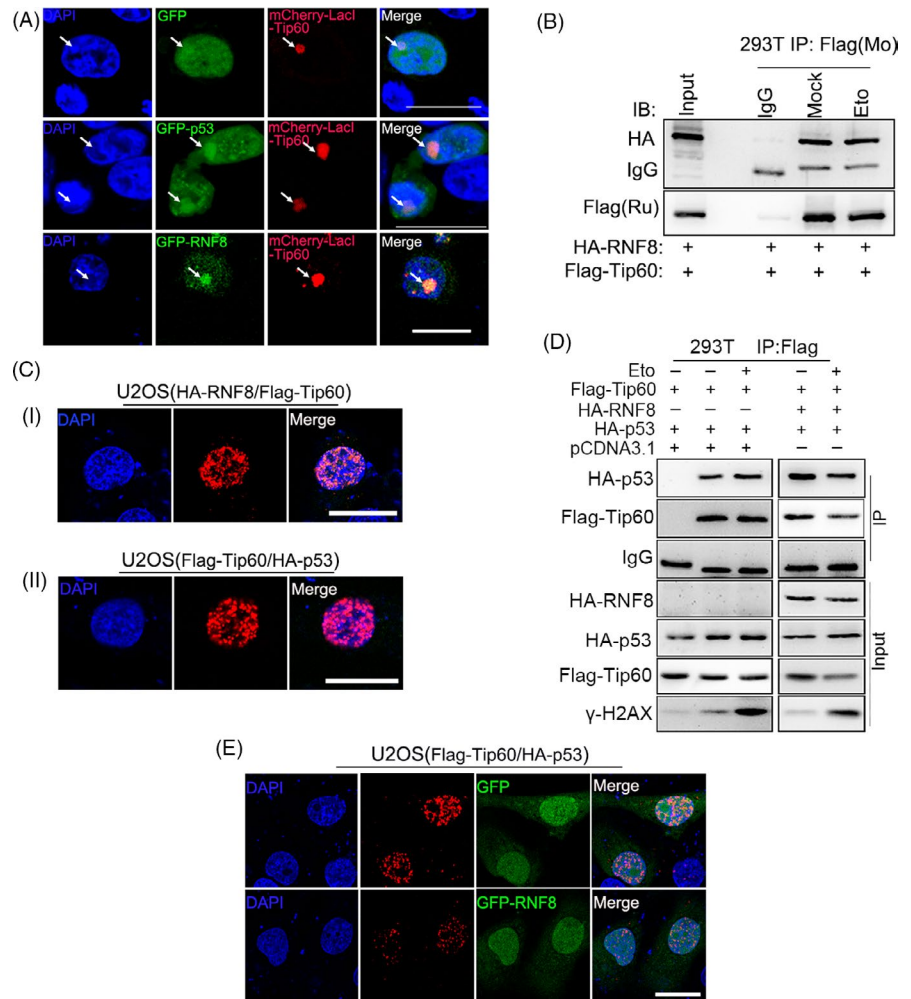 (A)
DAPI GFP mCherry-LacI-Tip60 Merge
DAPI GFP-p53 mCherry-LacI-Tip60 Merge
DAPI GFP-RNF8 mCherry-LacI-Tip60 Merge
(B)
293T IP: Flag(Mo)
IB: Input IgG Mock Eto
HA
IgG
Flag(Ru)
HA-RNF8: + + + +
Flag-Tip60: + + + +
(C)
(I)
U2OS(HA-RNF8/Flag-Tip60)
DAPI Merge
(II)
U2OS(Flag-Tip60/HA-p53)
DAPI Merge
(D)
293T IP:Flag
Eto − − + − +
Flag-Tip60 + + + + +
HA-RNF8 − − − + +
HA-p53 + + + + +
pCDNA3.1 + + + − −
HA-p53
Flag-Tip60
IgG
IP
HA-RNF8
HA-p53
Flag-Tip60
γ-H2AX
Input
(E)
U2OS(Flag-Tip60/HA-p53)
DAPI GFP Merge
DAPI GFP-RNF8 Merge